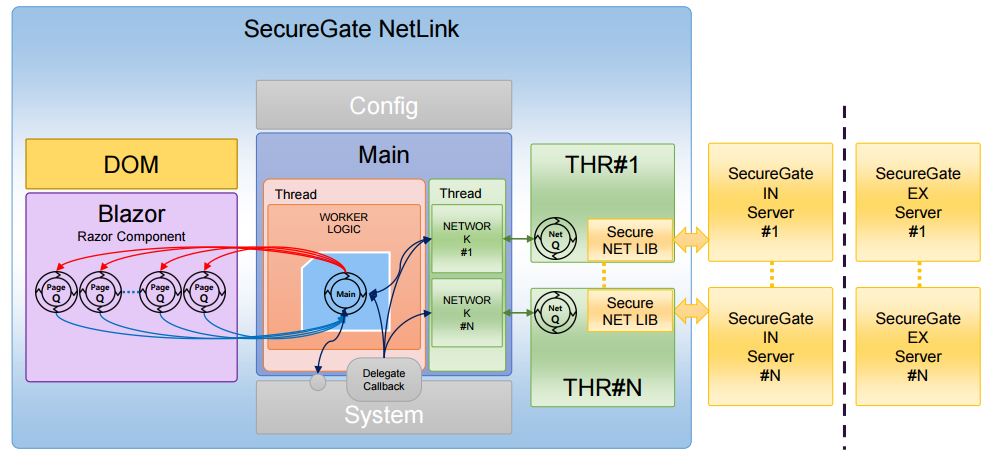 SecureGate NetLink
Config
DOM
Main
Blazor
Razor Component
Page
Q
Page
Q
Page
Q
Page
Q
Thread
WORKER
LOGIC
Main
Thread
NETWOR
K
#1
NETWOR
K
#N
Delegate
Callback
System
THR#1
Net
Q
Secure
NET LIB
Net
Q
Secure
NET LIB
THR#N
SecureGate
IN
Server
#1
SecureGate
EX
Server
#1
SecureGate
IN
Server
#N
SecureGate
EX
Server
#N